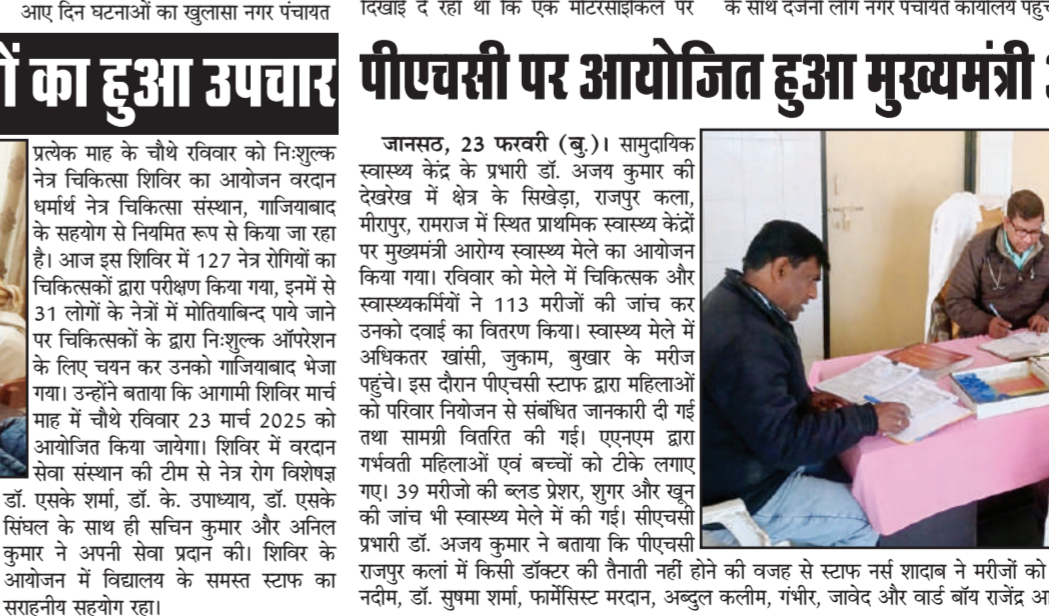 आए दिन घटनाओं का खुलासा नगर पंचायत
दिखाई दे रहा था कि एक मोटरसाइकिल पर
के साथ दर्जनों लोग नगर पंचायत कार्यालय
का हुआ उपचार
प्रत्येक माह के चौथे रविवार को निःशुल्क
नेत्र चिकित्सा शिविर का आयोजन वरदान
धर्मार्थ नेत्र चिकित्सा संस्थान, गाजियाबाद
के सहयोग से नियमित रूप से किया जा रहा
है। आज इस शिविर में 127 नेत्र रोगियों का
चिकित्सकों द्वारा परीक्षण किया गया, इनमें से
31 लोगों के नेत्रों में मोतियाबिन्द पाये जाने
पर चिकित्सकों के द्वारा निःशुल्क ऑपरेशन
के लिए चयन कर उनको गाजियाबाद भेजा
गया। उन्होंने बताया कि आगामी शिविर मार्च
माह में चौथे रविवार 23 मार्च 2025 को
आयोजित किया जायेगा। शिविर में वरदान
सेवा संस्थान की टीम से नेत्र रोग विशेषज्ञ
डॉ. एसके शर्मा, डॉ. के. उपाध्याय, डॉ. एसके
सिंघल के साथ ही सचिन कुमार और अनिल
कुमार ने अपनी सेवा प्रदान की। शिविर के
आयोजन में विद्यालय के समस्त स्टाफ का
सराहनीय सहयोग रहा।
पीएचसी पर आयोजित हुआ मुख्यमंत्री
जानसठ, 23 फरवरी (बु.)। सामुदायिक
स्वास्थ्य केंद्र के प्रभारी डॉ. अजय कुमार की
देखरेख में क्षेत्र के सिखेड़ा, राजपुर कला,
मीरापुर, रामराज में स्थित प्राथमिक स्वास्थ्य केंद्रों
पर मुख्यमंत्री आरोग्य स्वास्थ्य मेले का आयोजन
किया गया। रविवार को मेले में चिकित्सक और
स्वास्थ्यकर्मियों ने 113 मरीजों की जांच कर
उनको दवाई का वितरण किया। स्वास्थ्य मेले में
अधिकतर खांसी, जुकाम, बुखार के मरीज
पहुंचे। इस दौरान पीएचसी स्टाफ द्वारा महिलाओं
को परिवार नियोजन से संबंधित जानकारी दी गई
तथा सामग्री वितरित की गई। एएनएम द्वारा
गर्भवती महिलाओं एवं बच्चों को टीके लगाए
गए। 39 मरीजो की ब्लड प्रेशर, शुगर और खून
की जांच भी स्वास्थ्य मेले में की गई। सीएचसी
प्रभारी डॉ. अजय कुमार ने बताया कि पीएचसी
राजपुर कलां में किसी डॉक्टर की तैनाती नहीं होने की वजह से स्टाफ नर्स शादाब ने मरीजों को
नदीम, डॉ. सुषमा शर्मा, फार्मेसिस्ट मरदान, अब्दुल कलीम, गंभीर, जावेद और वार्ड बॉय राजेंद्र